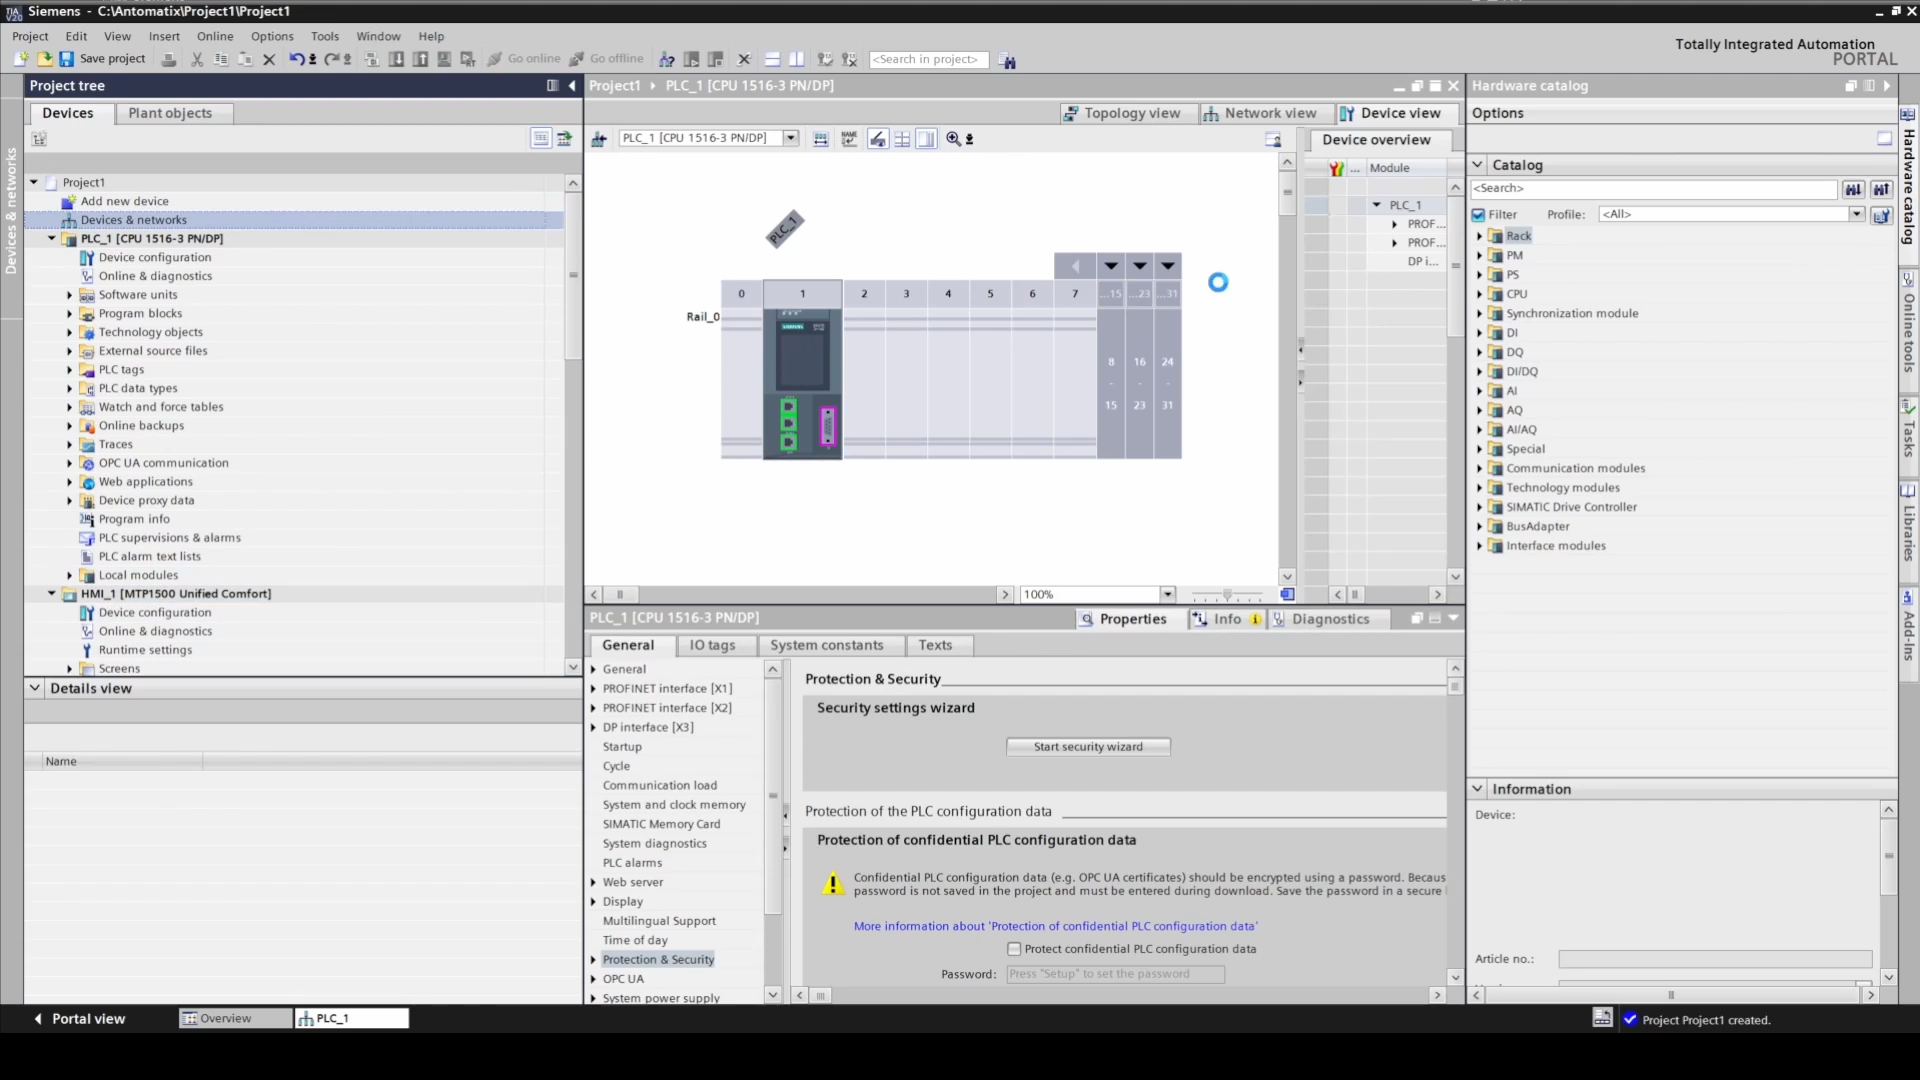 Siemens - C:\Antomatix\Project1\Project1
Project Edit View Insert Online Options Tools Window Help
Save project
Go online
Go offline
<Search in project>
Totally Integrated Automation
PORTAL
Project tree
Devices
Plant objects
Devices & networks
Project1
Add new device
Devices & networks
PLC_1 [CPU 1516-3 PN/DP]
Device configuration
Online & diagnostics
Software units
Program blocks
Technology objects
External source files
PLC tags
PLC data types
Watch and force tables
Online backups
Traces
OPC UA communication
Web applications
Device proxy data
Program info
PLC supervisions & alarms
PLC alarm text lists
Local modules
HMI_1 [MTP1500 Unified Comfort]
Device configuration
Online & diagnostics
Runtime settings
Screens
Details view
Name
Project1 PLC_1 [CPU 1516-3 PN/DP]
Topology view
Network view
Device view
PLC_1 [CPU 1516-3 PN/DP]
PLC_1
Rail_0
0 1 2 3 4 5 6 7 ...15 ...23 ...31
SIEMENS
8 16 24
- - -
15 23 31
100%
Device overview
... Module
PLC_1
PROF...
PROF...
DP i...
PLC_1 [CPU 1516-3 PN/DP]
Properties
Info
Diagnostics
General
IO tags
System constants
Texts
General
PROFINET interface [X1]
PROFINET interface [X2]
DP interface [X3]
Startup
Cycle
Communication load
System and clock memory
SIMATIC Memory Card
System diagnostics
PLC alarms
Web server
Display
Multilingual Support
Time of day
Protection & Security
OPC UA
System power supply
Protection & Security
Security settings wizard
Start security wizard
Protection of the PLC configuration data
Protection of confidential PLC configuration data
Confidential PLC configuration data (e.g. OPC UA certificates) should be encrypted using a password. Becaus
password is not saved in the project and must be entered during download. Save the password in a secure l
More information about 'Protection of confidential PLC configuration data'
Protect confidential PLC configuration data
Password: Press "Setup" to set the password
Hardware catalog
Options
Catalog
<Search>
Filter
Profile: <All>
Rack
PM
PS
CPU
Synchronization module
DI
DQ
DI/DQ
AI
AQ
AI/AQ
Special
Communication modules
Technology modules
SIMATIC Drive Controller
BusAdapter
Interface modules
Information
Device:
Article no.:
Hardware catalog
Online tools
Tasks
Libraries
Add-Ins
Portal view
Overview
PLC_1
Project Project1 created.